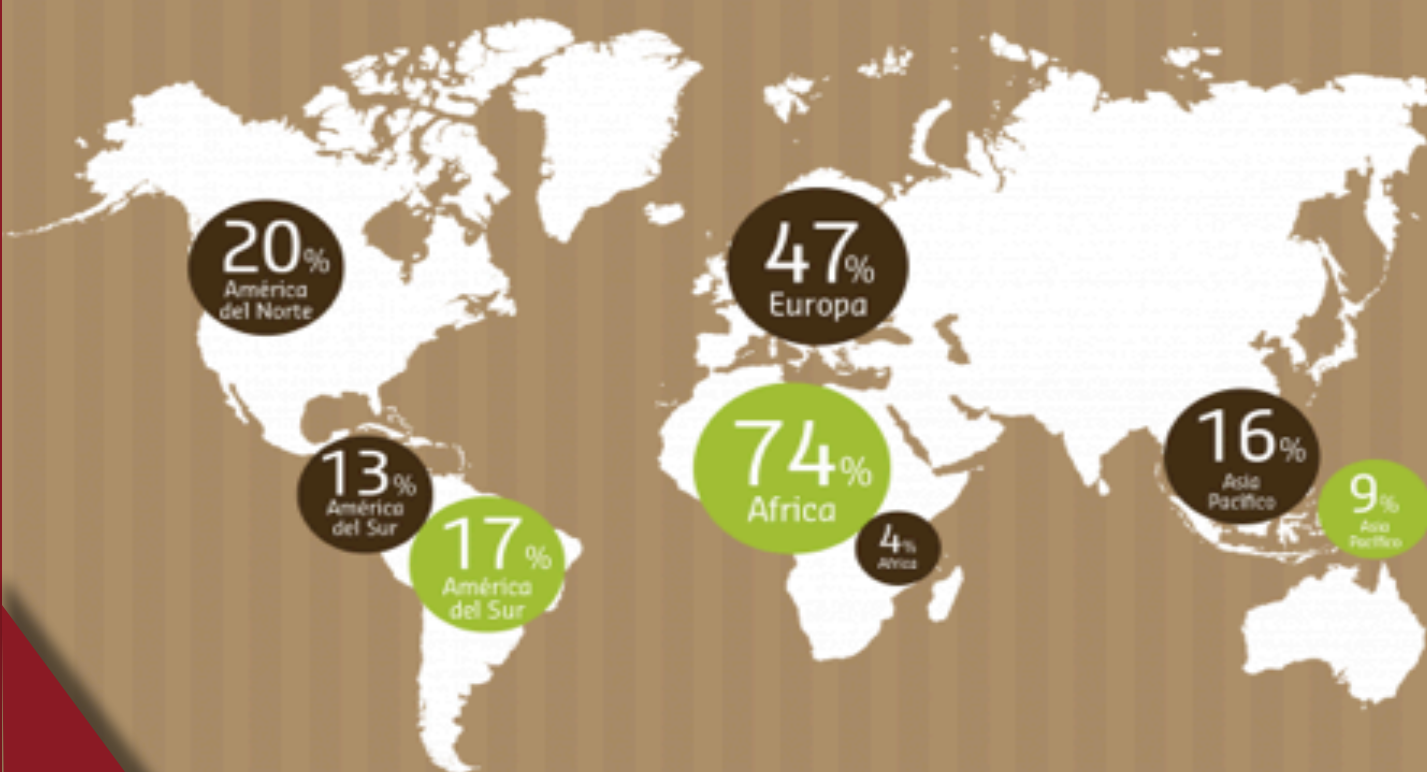 20%
América
del Norte
47%
Europa
13%
América
del Sur
17%
América
del Sur
74%
Africa
4%
Africa
16%
Asia
Pacífico
9%
Asia
Pacífico